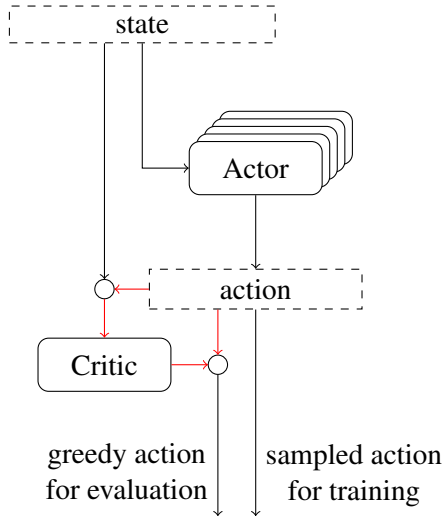 state
Actor
action
Critic
greedy action
for evaluation
sampled action
for training